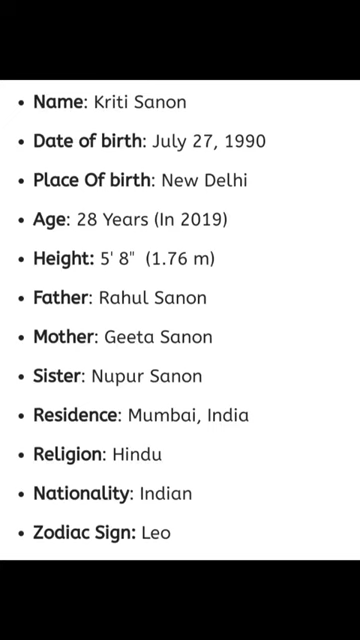 • Name: Kriti Sanon
• Date of birth: July 27, 1990
• Place Of birth: New Delhi
• Age: 28 Years (In 2019)
• Height: 5' 8" (1.76 m)
• Father: Rahul Sanon
• Mother: Geeta Sanon
• Sister: Nupur Sanon
• Residence: Mumbai, India
• Religion: Hindu
• Nationality: Indian
• Zodiac Sign: Leo